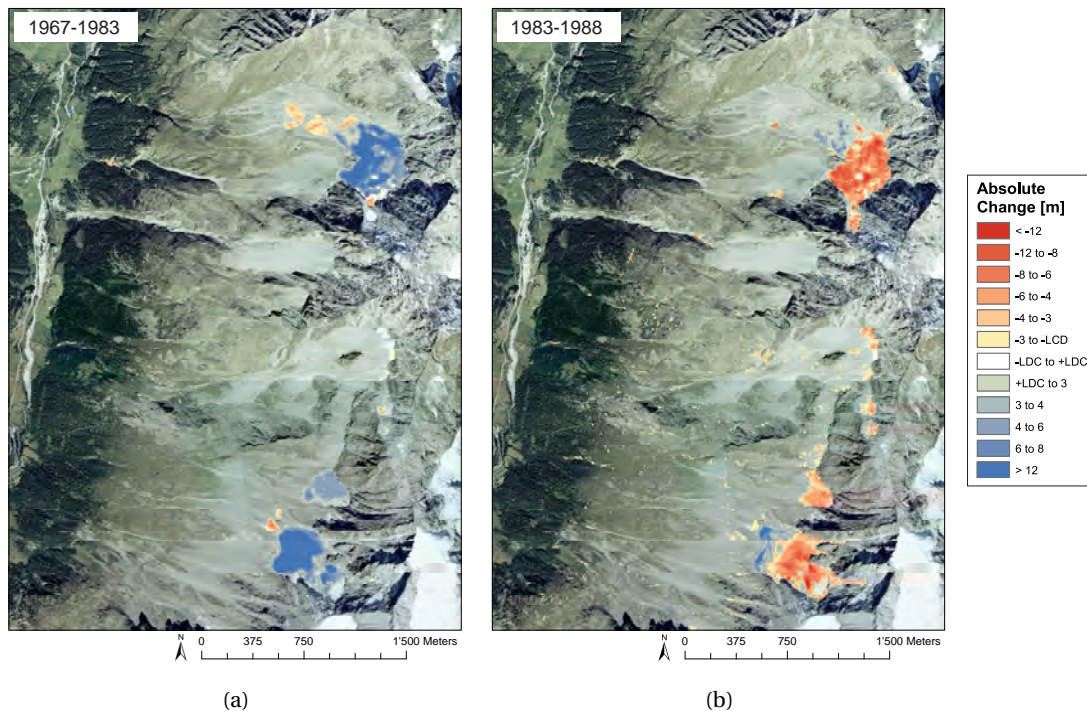 1967-1983
1983-1988
Absolute
Change [m]
< -12
-12 to -8
-8 to -6
-6 to -4
-4 to -3
-3 to -LCD
-LDC to +LDC
+LDC to 3
3 to 4
4 to 6
6 to 8
> 12
N
0 375 750 1'500 Meters
N
0 375 750 1'500 Meters
(a)
(b)